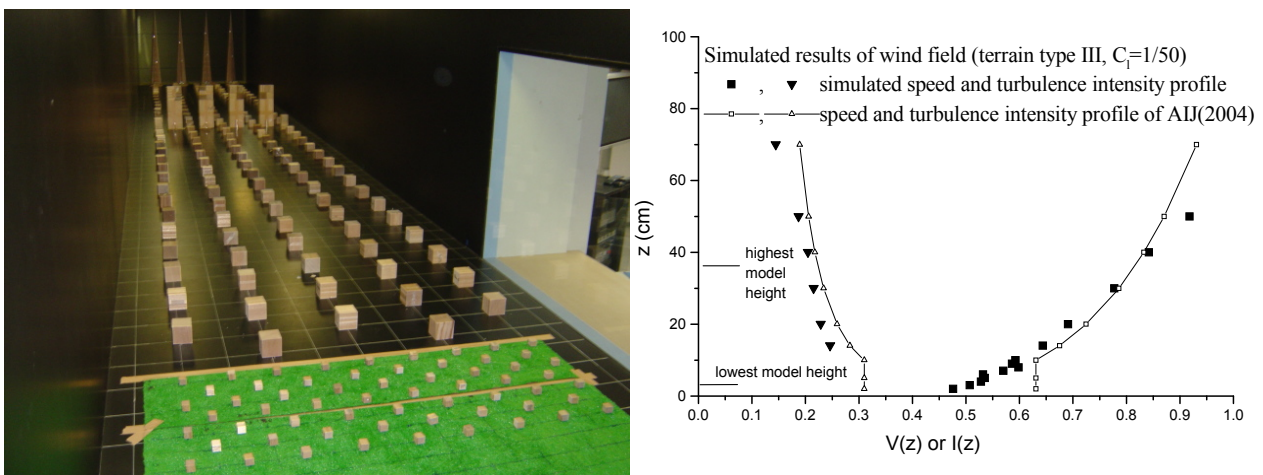 100
80
60
40
20
0
z (cm)
Simulated results of wind field (terrain type III, Cl=1/50)
, simulated speed and turbulence intensity profile
, speed and turbulence intensity profile of AIJ(2004)
highest
model
height
lowest model height
0.0 0.1 0.2 0.3 0.4 0.5 0.6 0.7 0.8 0.9 1.0
V(z) or I(z)